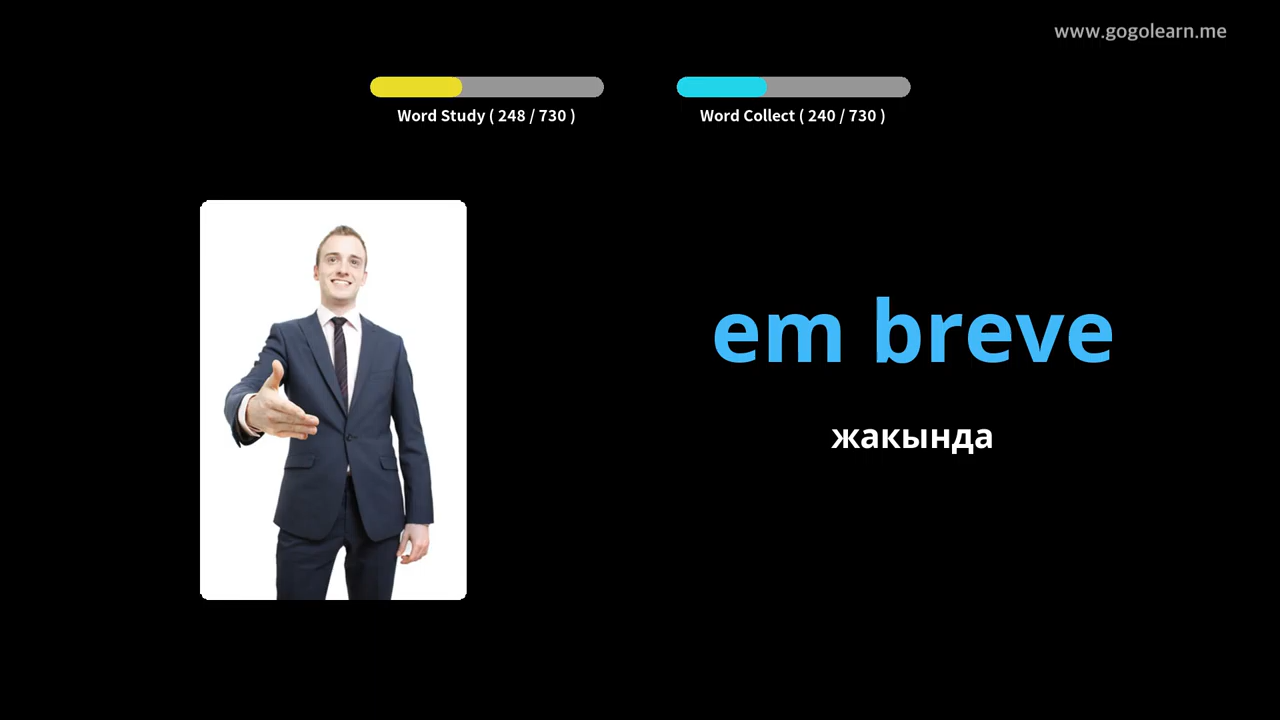 www.gogolearn.me
Word Study ( 248 / 730 )
Word Collect ( 240 / 730 )
em breve
жакында